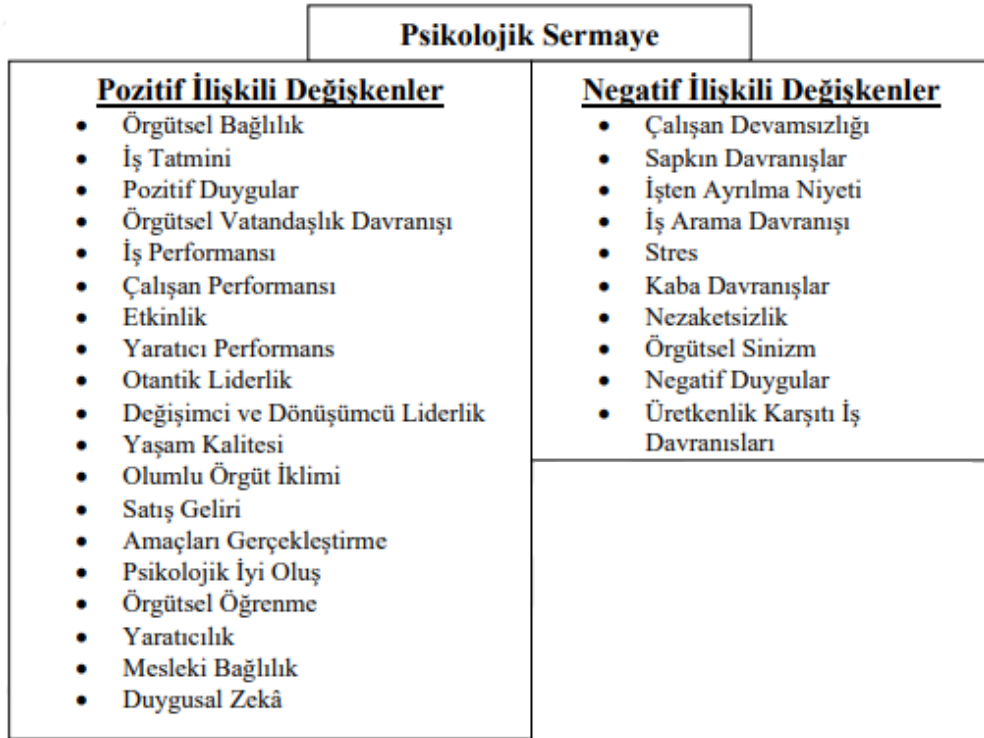 Psikolojik Sermaye
Pozitif İlişkili Değişkenler
• Örgütsel Bağlılık
• İş Tatmini
• Pozitif Duygular
• Örgütsel Vatandaşlık Davranışı
• İş Performansı
• Çalışan Performansı
• Etkinlik
• Yaratıcı Performans
• Otantik Liderlik
• Değişimci ve Dönüşümcü Liderlik
• Yaşam Kalitesi
• Olumlu Örgüt İklimi
• Satış Geliri
• Amaçları Gerçekleştirme
• Psikolojik İyi Oluş
• Örgütsel Öğrenme
• Yaratıcılık
• Mesleki Bağlılık
• Duygusal Zekâ
Negatif İlişkili Değişkenler
• Çalışan Devamsızlığı
• Sapkın Davranışlar
• İşten Ayrılma Niyeti
• İş Arama Davranışı
• Stres
• Kaba Davranışlar
• Nezaketsizlik
• Örgütsel Sinizm
• Negatif Duygular
• Üretkenlik Karşıtı İş
Davranısları